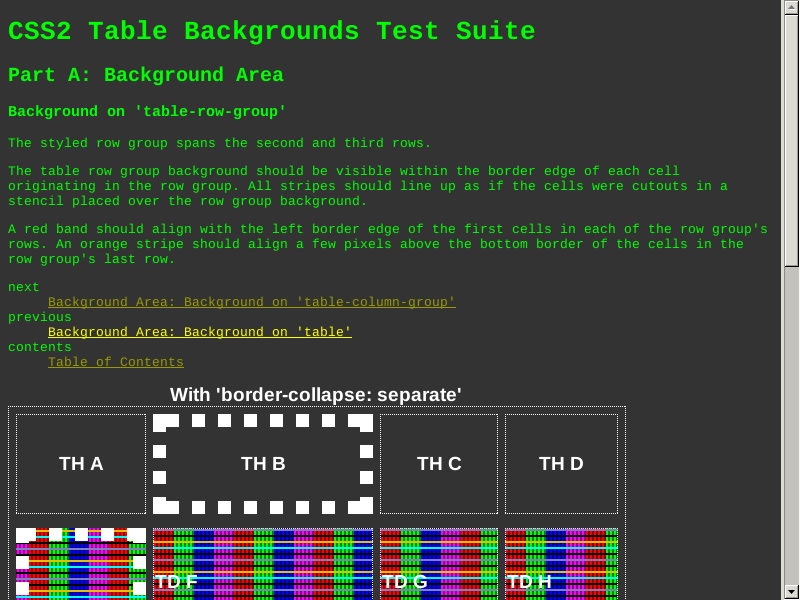 CSS2 Table Backgrounds Test Suite
Part A: Background Area
Background on 'table-row-group'
The styled row group spans the second and third rows.
The table row group background should be visible within the border edge of each cell
originating in the row group. All stripes should line up as if the cells were cutouts in a
stencil placed over the row group background.
A red band should align with the left border edge of the first cells in each of the row group's
rows. An orange stripe should align a few pixels above the bottom border of the cells in the
row group's last row.
next
Background Area: Background on 'table-column-group'
previous
Background Area: Background on 'table'
contents
Table of Contents
With 'border-collapse: separate'
TH A TH B TH C TH D
TD F TD G TD H